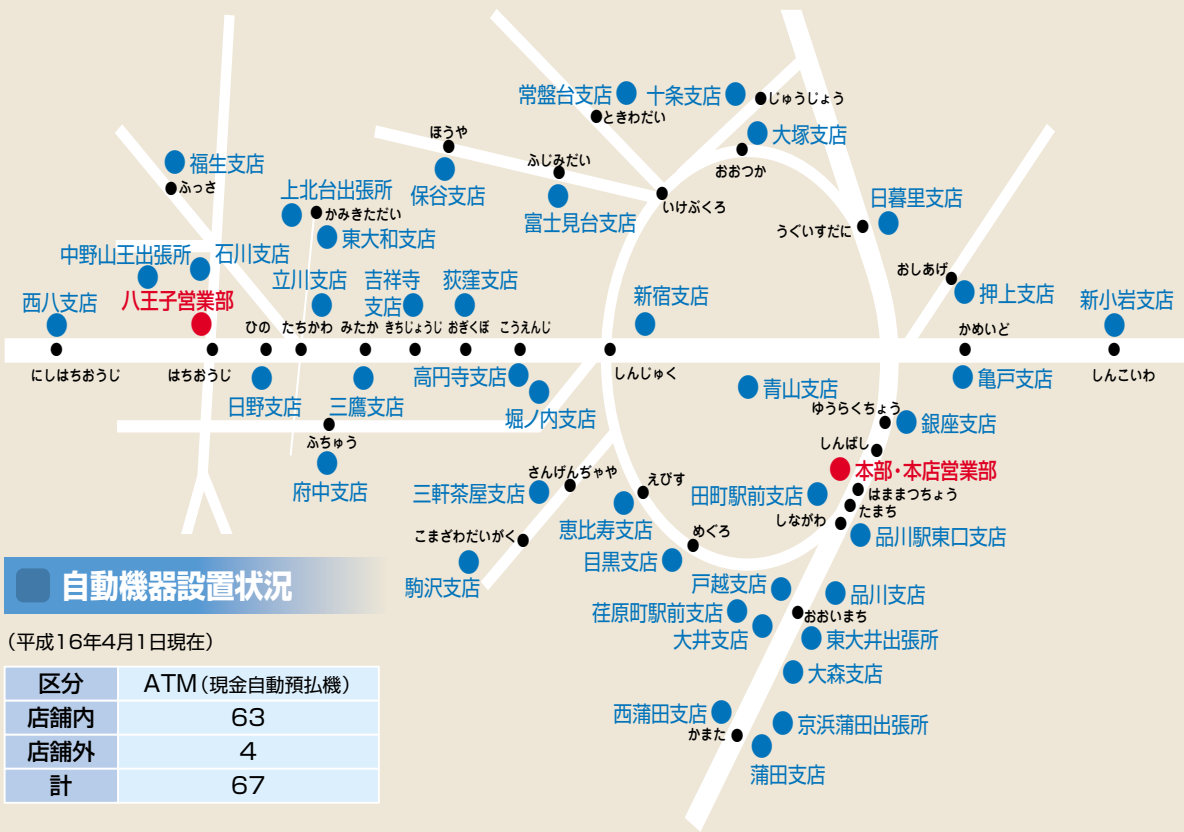 常盤台支店
十条支店
じゅうじょう
ときわだい
大塚支店
おおつか
ほうや
保谷支店
ふじみだい
富士見台支店
いけぶくろ
福生支店
ふっさ
上北台出張所
かみきただい
東大和支店
日暮里支店
うぐいすだに
中野山王出張所
石川支店
八王子営業部
西八支店
立川支店
吉祥寺
支店
荻窪支店
新宿支店
おしあげ
押上支店
新小岩支店
ひの
たちかわ
みたか
きちじょうじ
おぎくぼ
こうえんじ
かめいど
にしはちおうじ
はちおうじ
しんじゅく
しんこいわ
日野支店
三鷹支店
高円寺支店
堀ノ内支店
青山支店
亀戸支店
ゆうらくちょう
銀座支店
ふちゅう
府中支店
しんばし
本部・本店営業部
さんげんぢゃや
三軒茶屋支店
えびす
恵比寿支店
田町駅前支店
はままつちょう
たまち
しながわ
品川駅東口支店
こまざわだいがく
駒沢支店
めぐろ
目黒支店
戸越支店
品川支店
荏原町駅前支店
おおいまち
大井支店
東大井出張所
大森支店
西蒲田支店
かまた
京浜蒲田出張所
蒲田支店
自動機器設置状況
(平成16年4月1日現在)
区分 ATM(現金自動預払機)
店舗内 63
店舗外 4
計 67